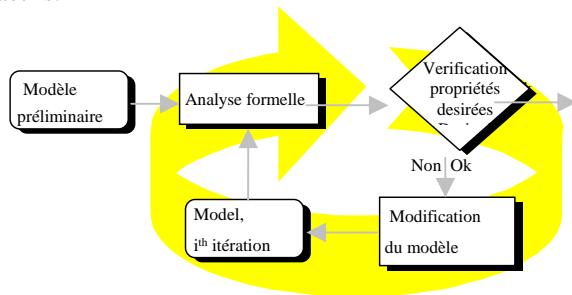 Modèle
préliminaire
Analyse formelle
Verification
propriétés
desirées
Non Ok
Modification
du modèle
Model,
iᵗʰ itération